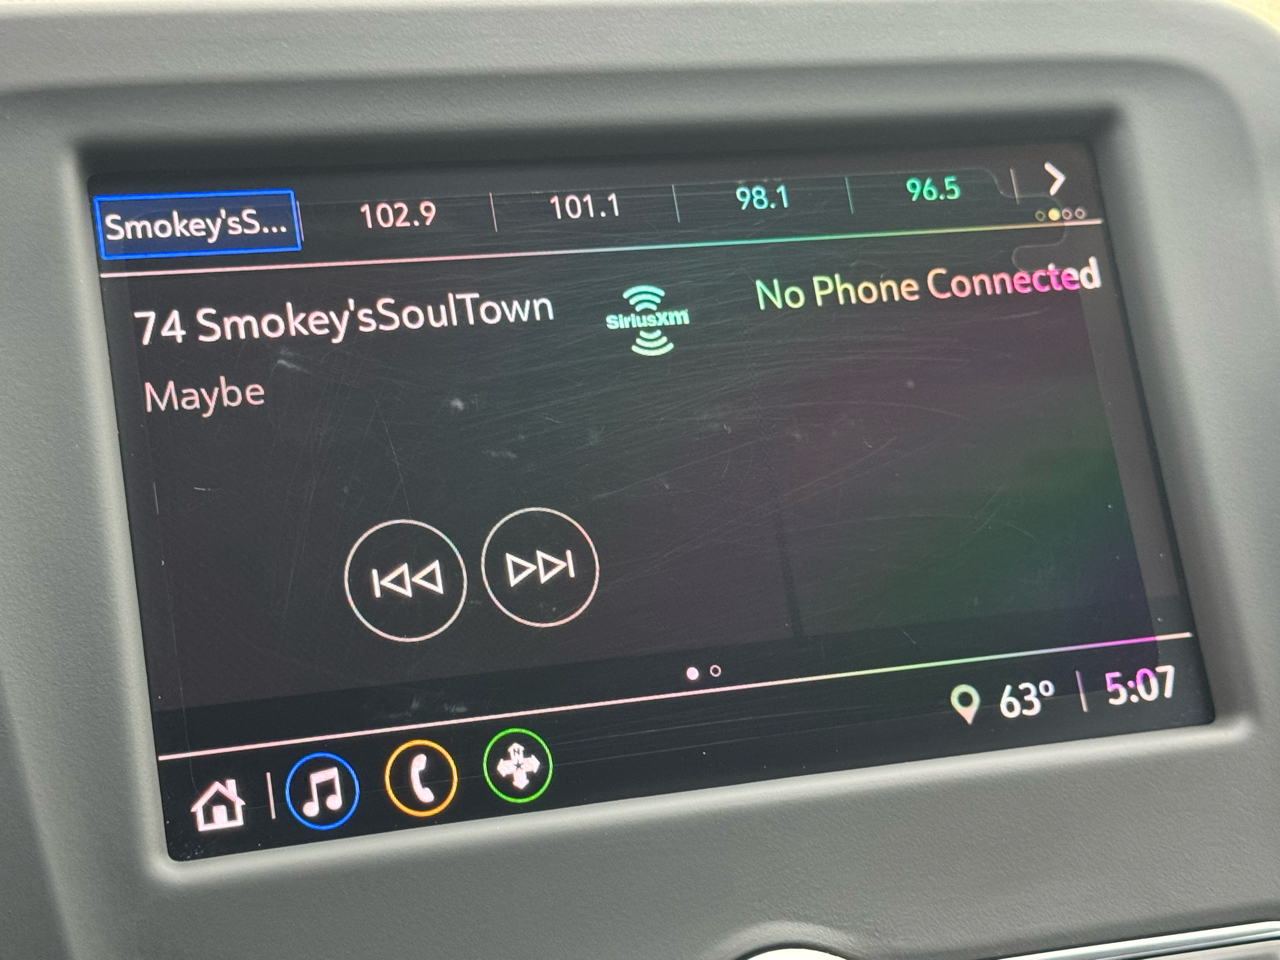 Smokey'sS... 102.9 101.1 98.1 96.5
74 Smokey'sSoulTown
SiriusXM
No Phone Connected
Maybe
63° 5:07
N